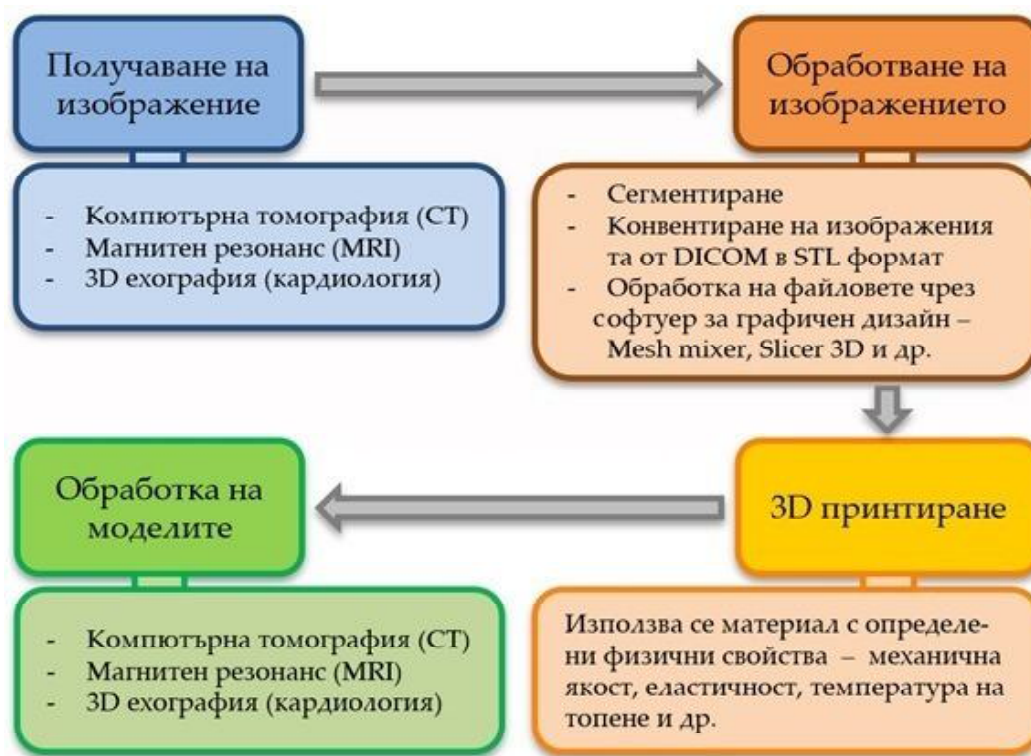 Получаване на
изображение
- Компютърна томография (CT)
- Магнитен резонанс (MRI)
- 3D ехография (кардиология)
Обработване на
изображението
- Сегментиране
- Конвентиране на изображения
та от DICOM в STL формат
- Обработка на файловете чрез
софтуер за графичен дизайн –
Mesh mixer, Slicer 3D и др.
3D принтиране
Използва се материал с определе-
ни физични свойства – механична
якост, еластичност, температура на
топене и др.
Обработка на
моделите
- Компютърна томография (CT)
- Магнитен резонанс (MRI)
- 3D ехография (кардиология)